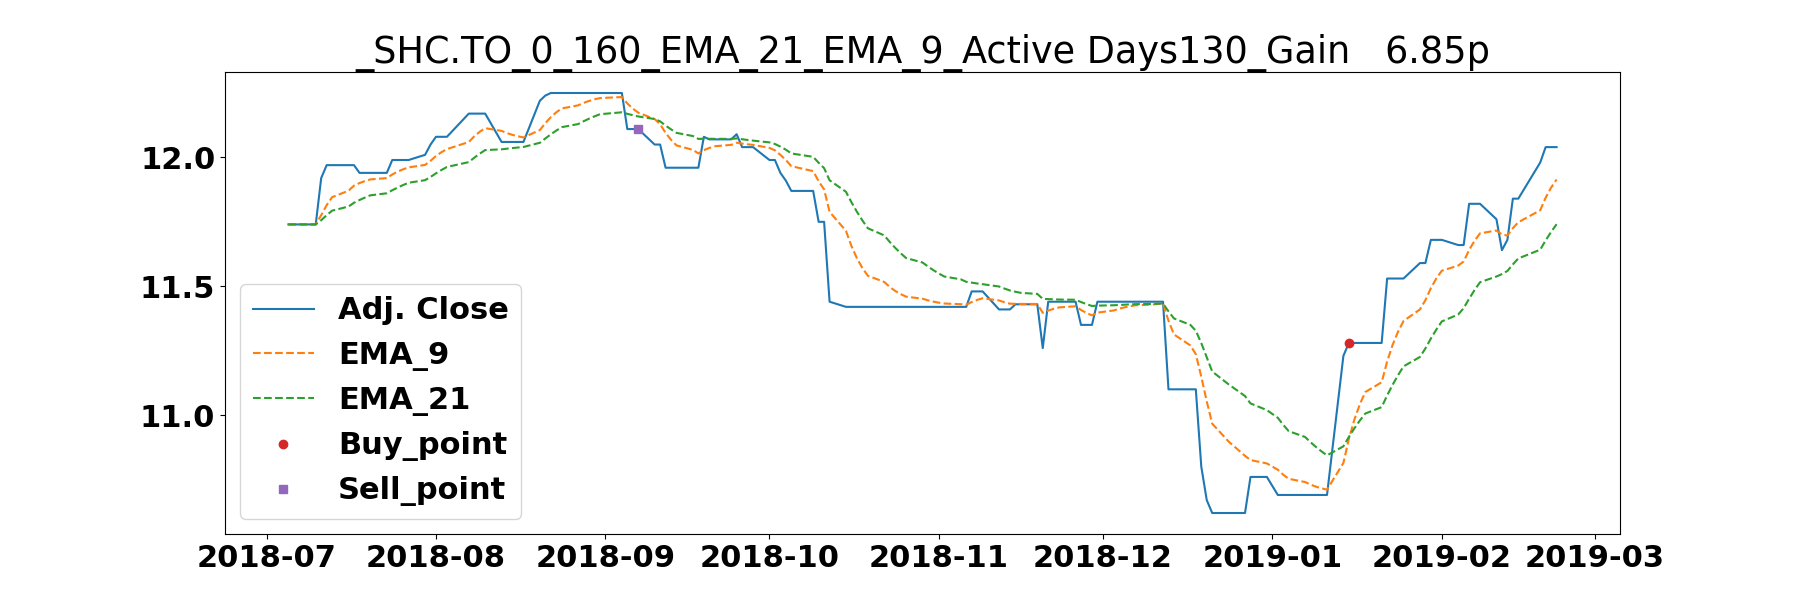 _SHC.TO_0_160_EMA_21_EMA_9_Active Days130_Gain   6.85p
12.0
11.5
11.0
Adj. Close
EMA_9
EMA_21
Buy_point
Sell_point
2018-07 2018-08 2018-09 2018-10 2018-11 2018-12 2019-01 2019-02 2019-03